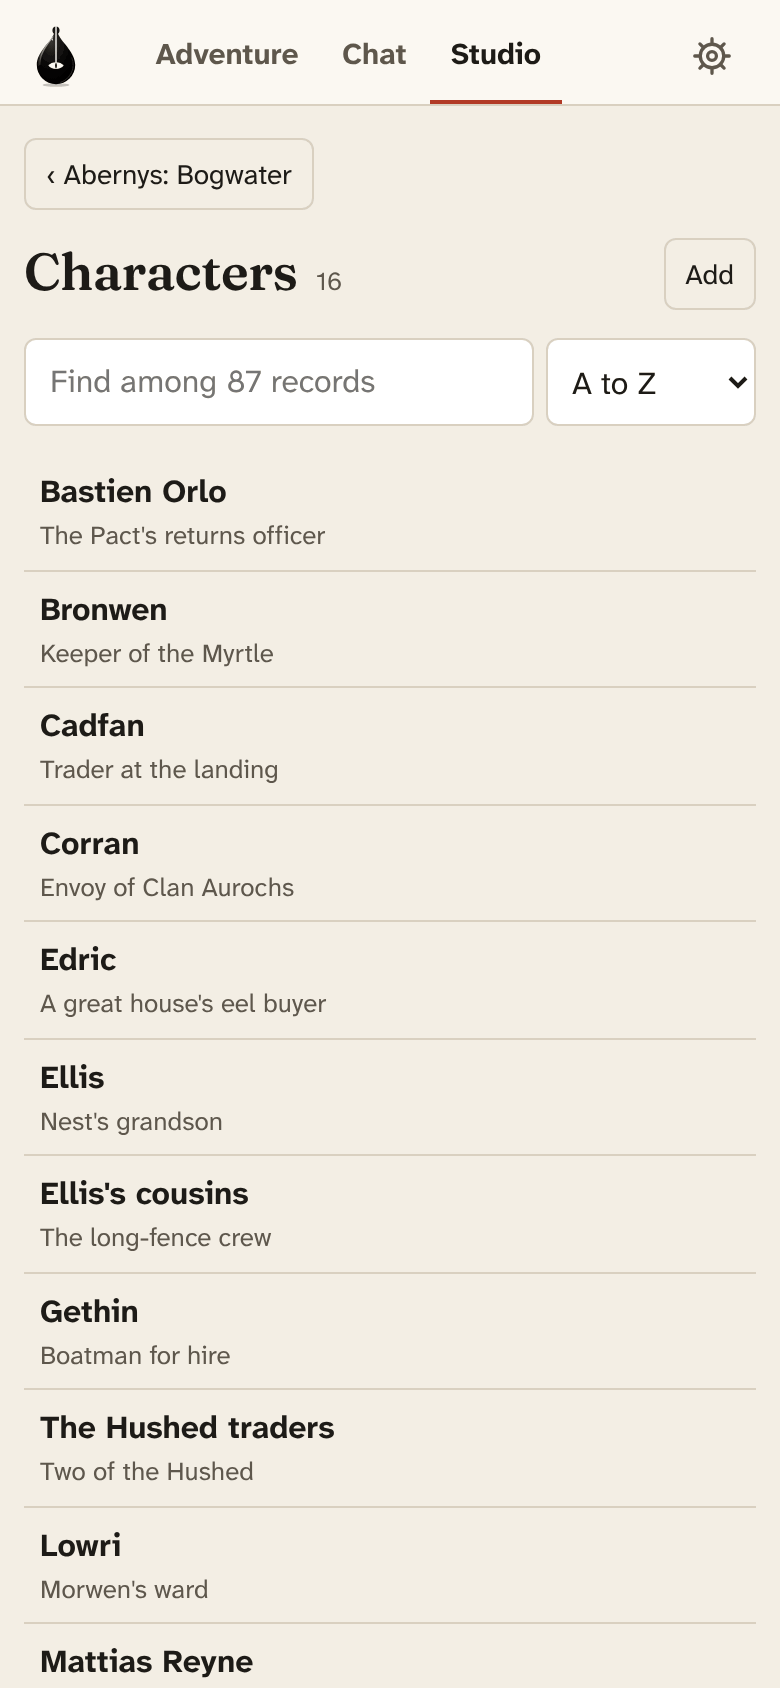 Adventure Chat Studio
‹ Abernys: Bogwater
Characters 16 Add
Find among 87 records A to Z
Bastien Orlo
The Pact's returns officer
Bronwen
Keeper of the Myrtle
Cadfan
Trader at the landing
Corran
Envoy of Clan Aurochs
Edric
A great house's eel buyer
Ellis
Nest's grandson
Ellis's cousins
The long-fence crew
Gethin
Boatman for hire
The Hushed traders
Two of the Hushed
Lowri
Morwen's ward
Mattias Reyne